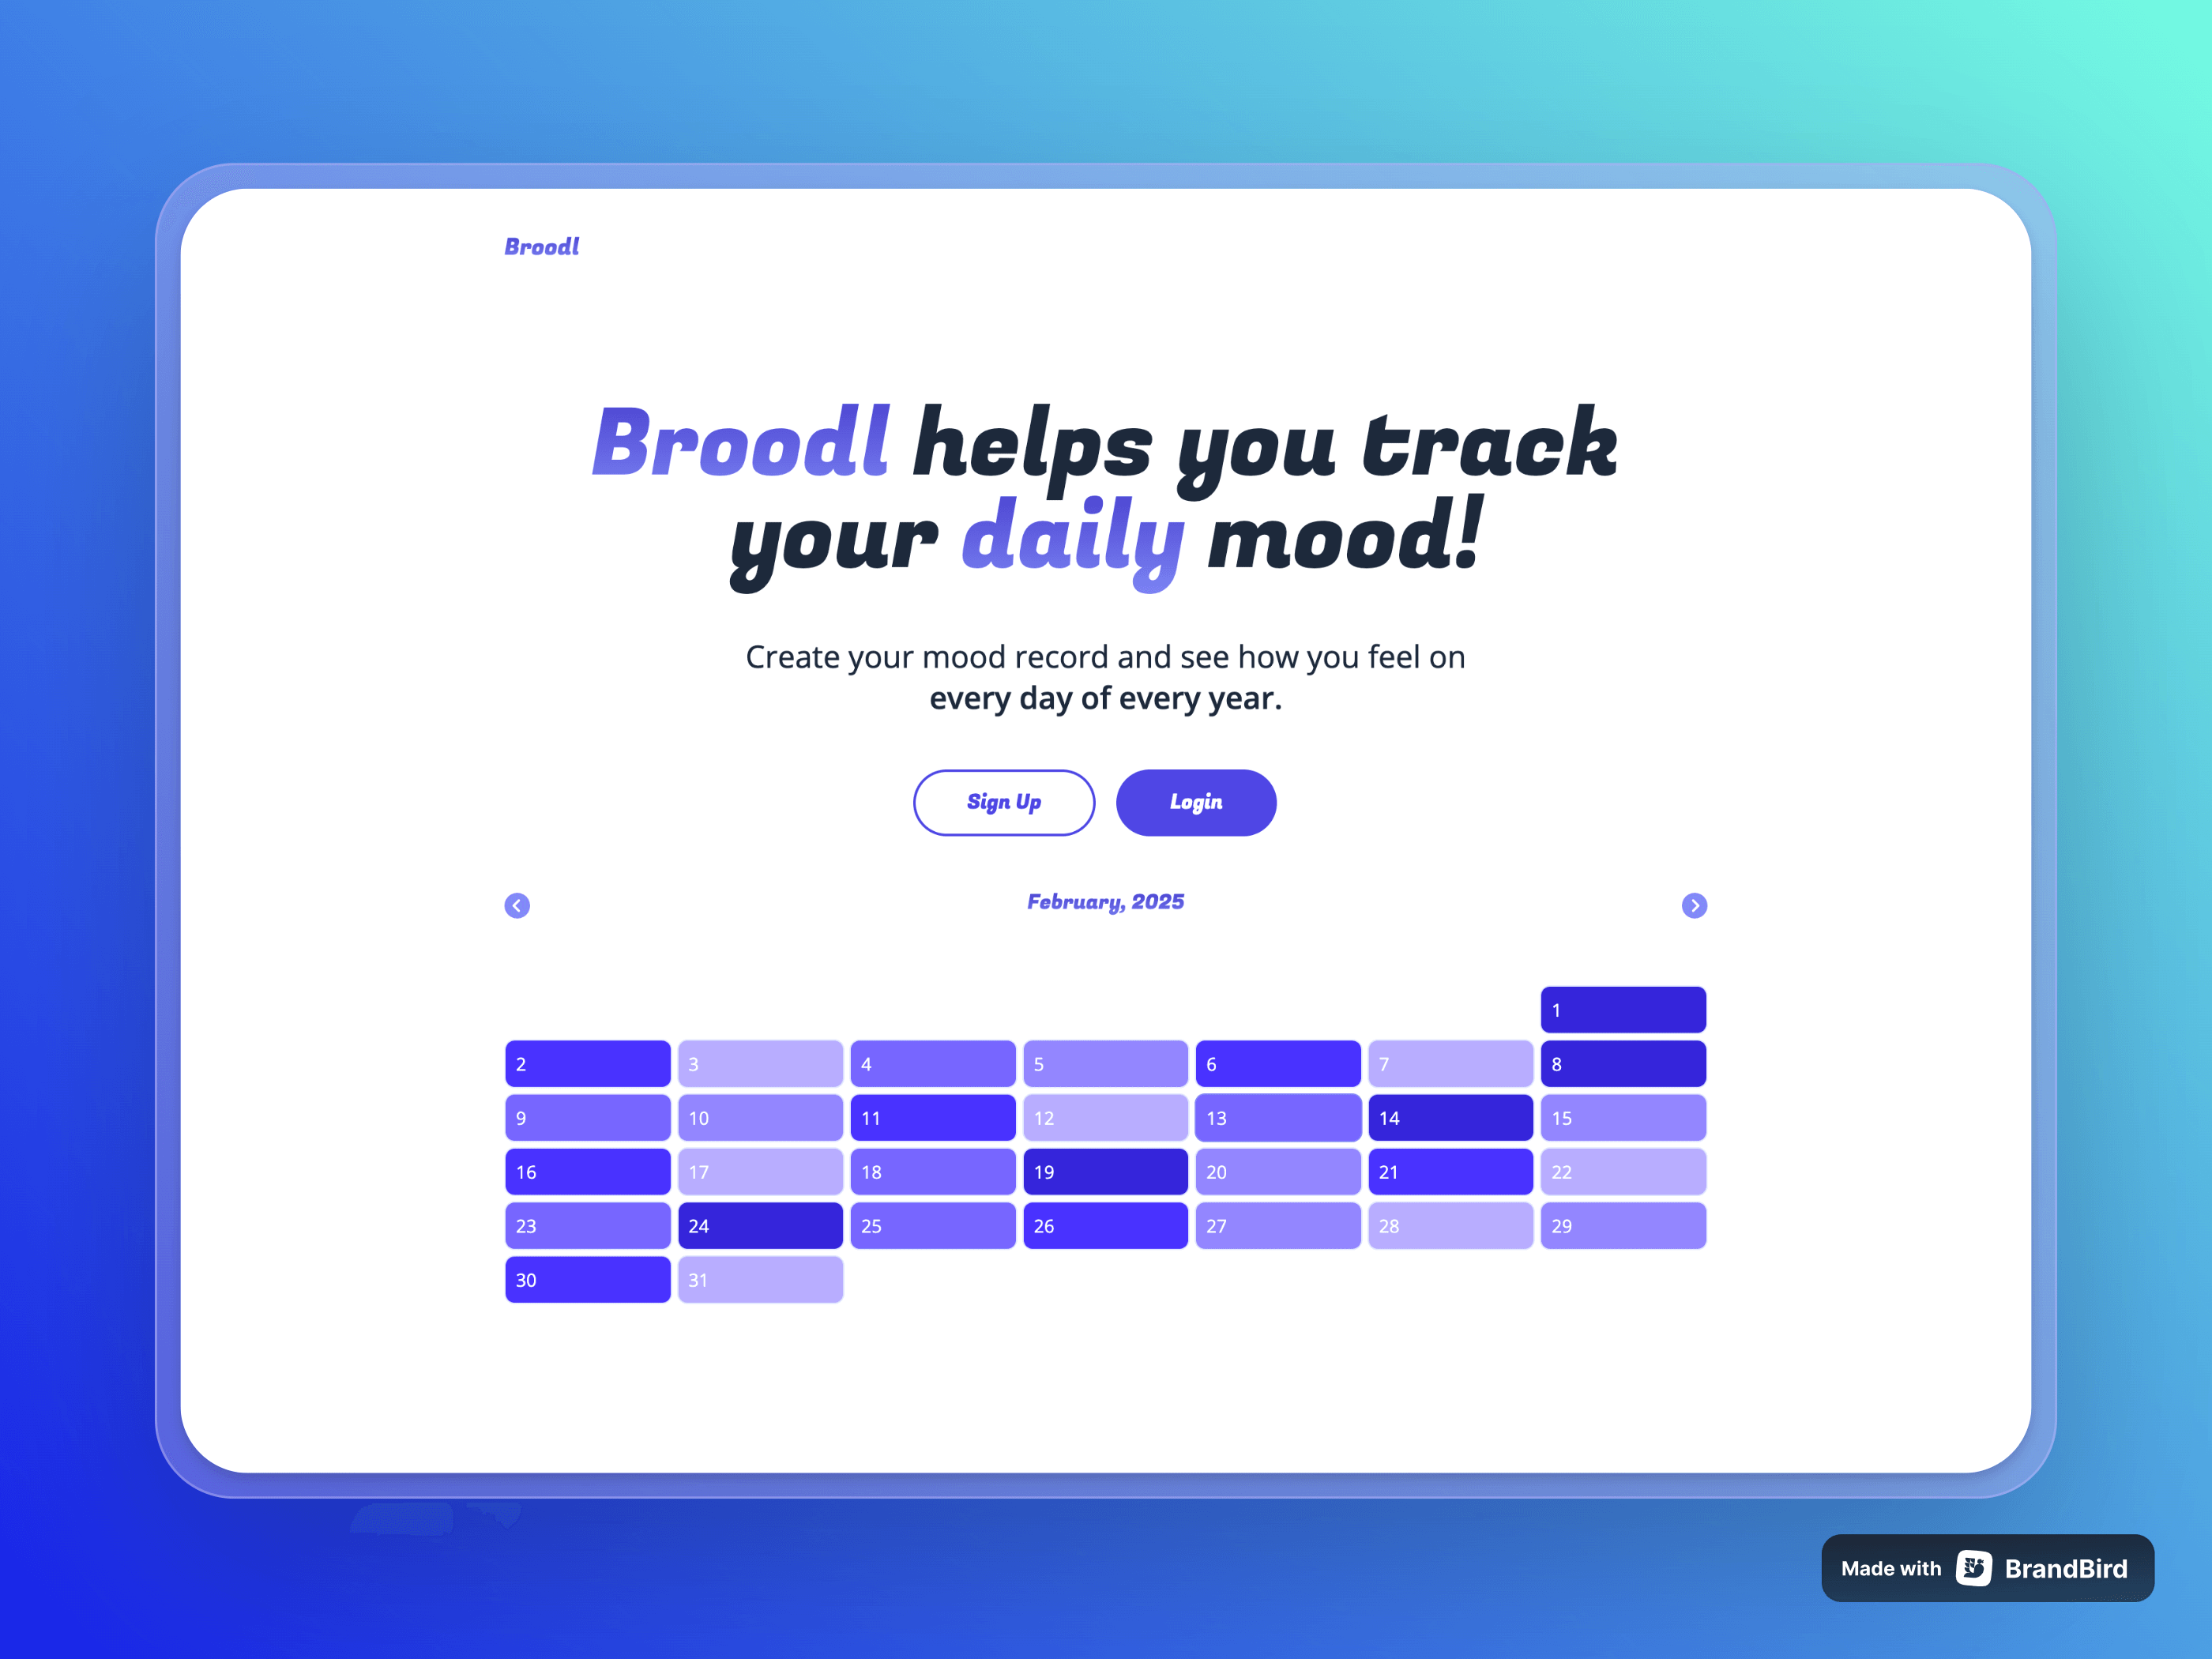 Broodl
Broodl helps you track
your daily mood!
Create your mood record and see how you feel on
every day of every year.
Sign Up Login
February, 2025
1
2 3 4 5 6 7 8
9 10 11 12 13 14 15
16 17 18 19 20 21 22
23 24 25 26 27 28 29
30 31
Made with BrandBird